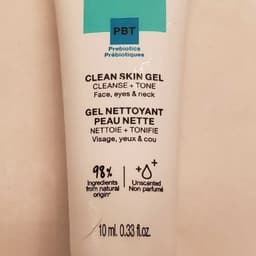 PBT
Prebiotics
Prébiotiques
CLEAN SKIN GEL
CLEANSE + TONE
Face, eyes & neck
GEL NETTOYANT
PEAU NETTE
NETTOIE + TONIFIE
Visage, yeux & cou
98%
Ingredients
from natural
origin¹
Unscented
Non parfumé
10 ml. 0.33 fl.oz.